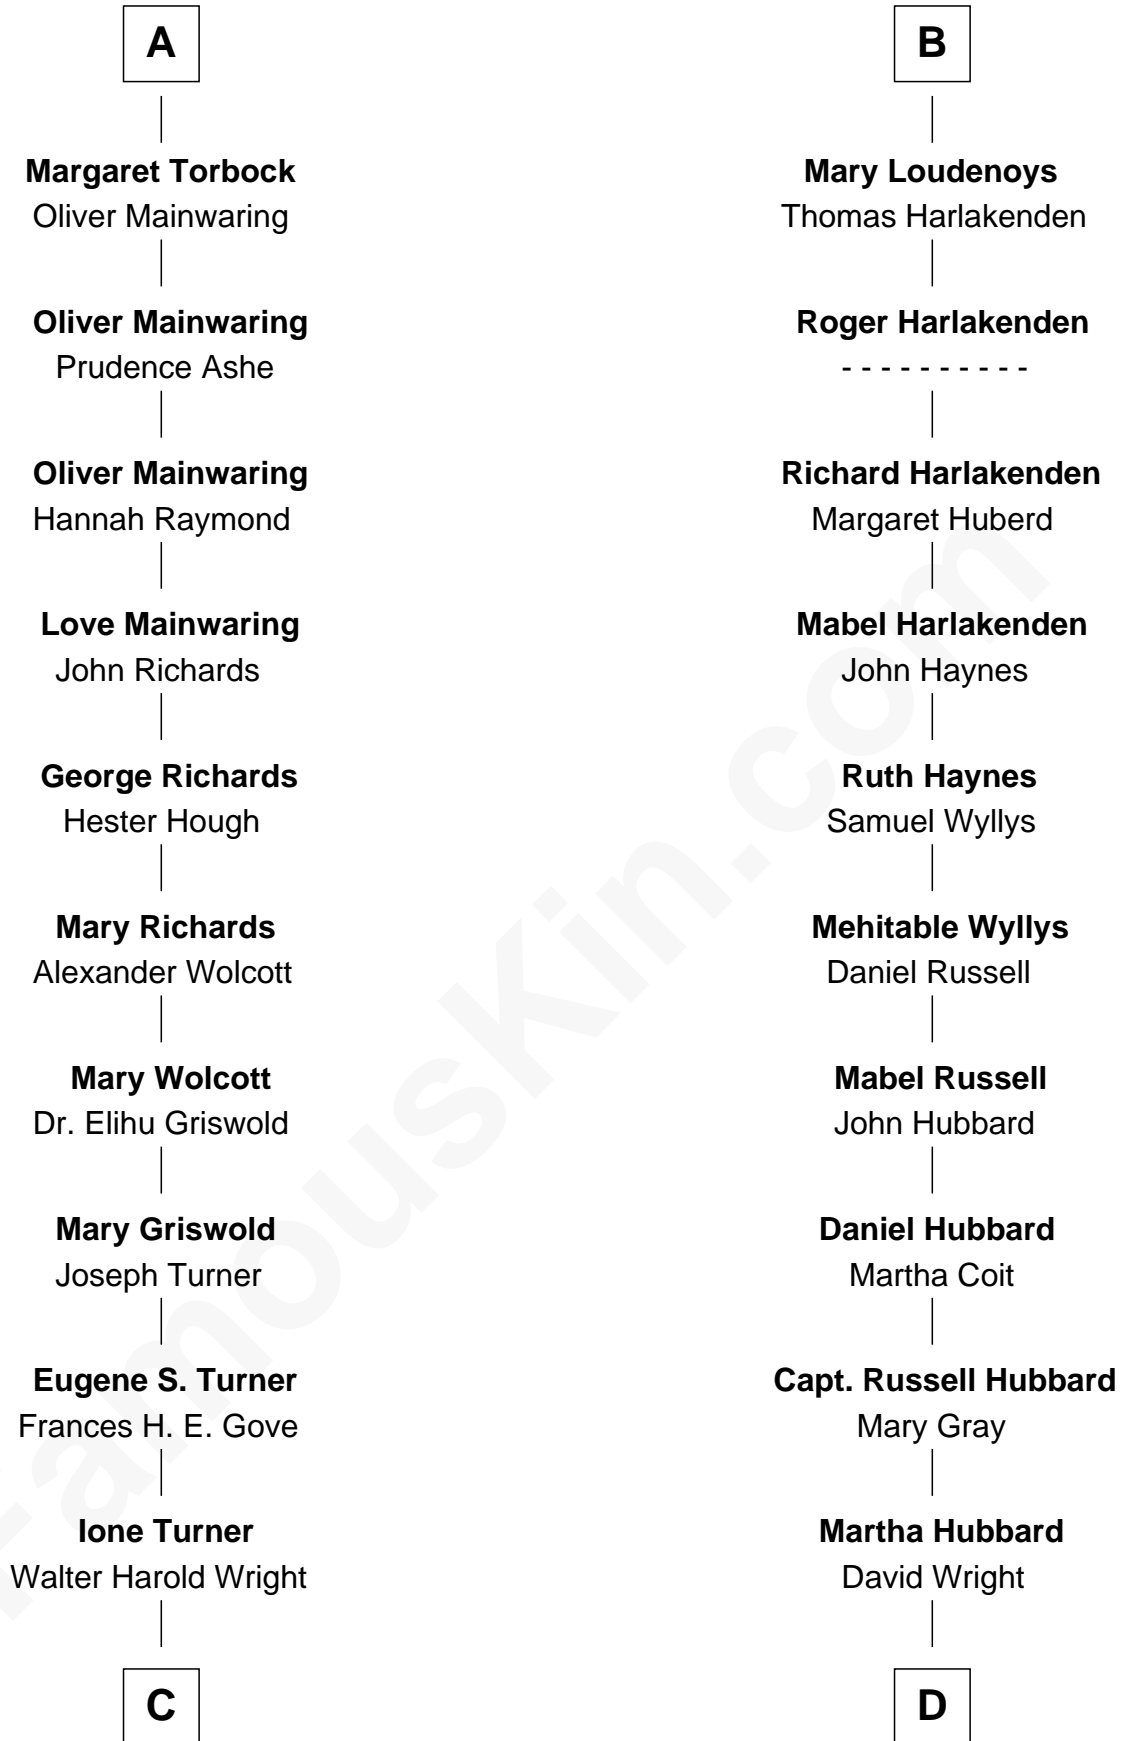 A
Margaret Torbock
Oliver Mainwaring
Oliver Mainwaring
Prudence Ashe
Oliver Mainwaring
Hannah Raymond
Love Mainwaring
John Richards
George Richards
Hester Hough
Mary Richards
Alexander Wolcott
Mary Wolcott
Dr. Elihu Griswold
Mary Griswold
Joseph Turner
Eugene S. Turner
Frances H. E. Gove
Ione Turner
Walter Harold Wright
C
B
Mary Loudenoys
Thomas Harlakenden
Roger Harlakenden
- - - - - - - - - -
Richard Harlakenden
Margaret Huberd
Mabel Harlakenden
John Haynes
Ruth Haynes
Samuel Wyllys
Mehitable Wyllys
Daniel Russell
Mabel Russell
John Hubbard
Daniel Hubbard
Martha Coit
Capt. Russell Hubbard
Mary Gray
Martha Hubbard
David Wright
D
FamousKin.com